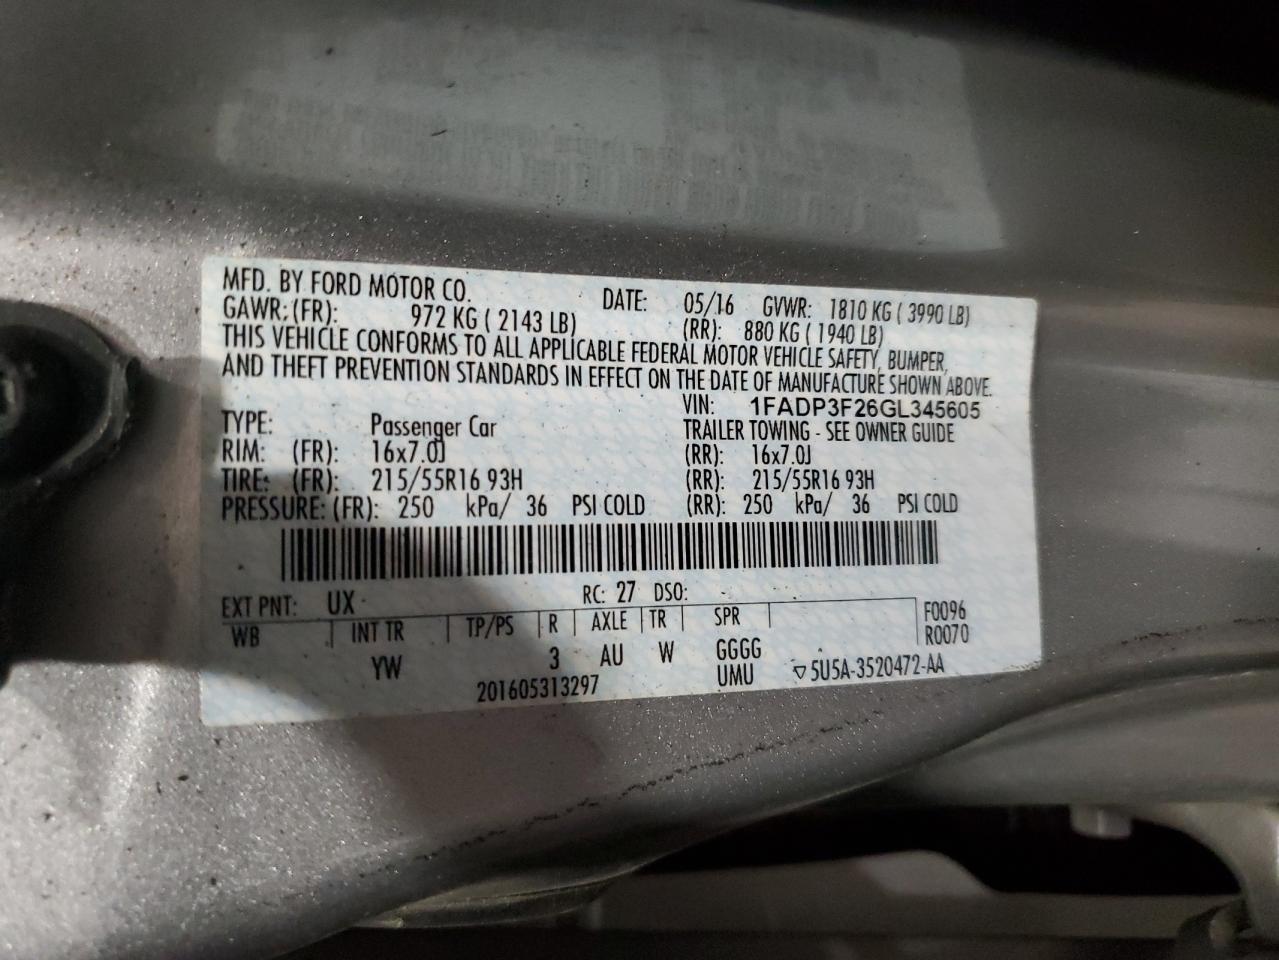 MFD. BY FORD MOTOR CO. DATE: 05/16 GVWR: 1810 KG ( 3990 LB)
GAWR:(FR): 972 KG ( 2143 LB) (RR): 880 KG ( 1940 LB)
THIS VEHICLE CONFORMS TO ALL APPLICABLE FEDERAL MOTOR VEHICLE SAFETY, BUMPER,
AND THEFT PREVENTION STANDARDS IN EFFECT ON THE DATE OF MANUFACTURE SHOWN ABOVE.
VIN: 1FADP3F26GL345605
TYPE: Passenger Car TRAILER TOWING - SEE OWNER GUIDE
RIM: (FR): 16x7.0J (RR): 16x7.0J
TIRE: (FR): 215/55R16 93H (RR): 215/55R16 93H
PRESSURE: (FR): 250 kPa/ 36 PSI COLD (RR): 250 kPa/ 36 PSI COLD
EXT PNT: UX RC: 27 DSO:
WB INT TR TP/PS R AXLE TR SPR F0096
R0070
YW 3 AU W GGGG
201605313297 UMU ▽5U5A-3520472-AA